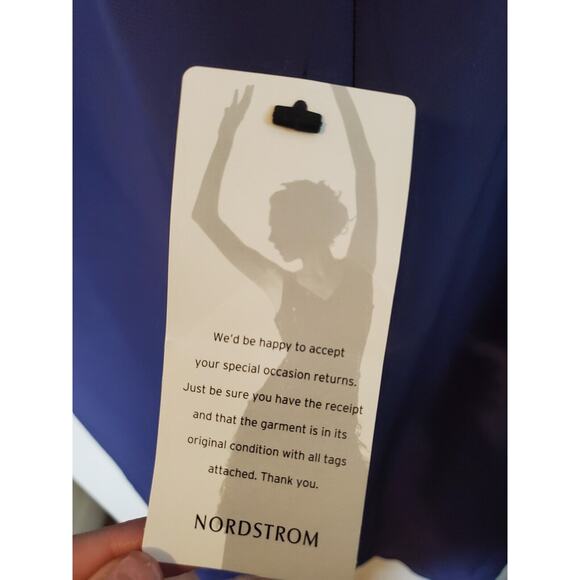 We'd be happy to accept
your special occasion returns.
Just be sure you have the receipt
and that the garment is in its
original condition with all tags
attached. Thank you.
NORDSTROM